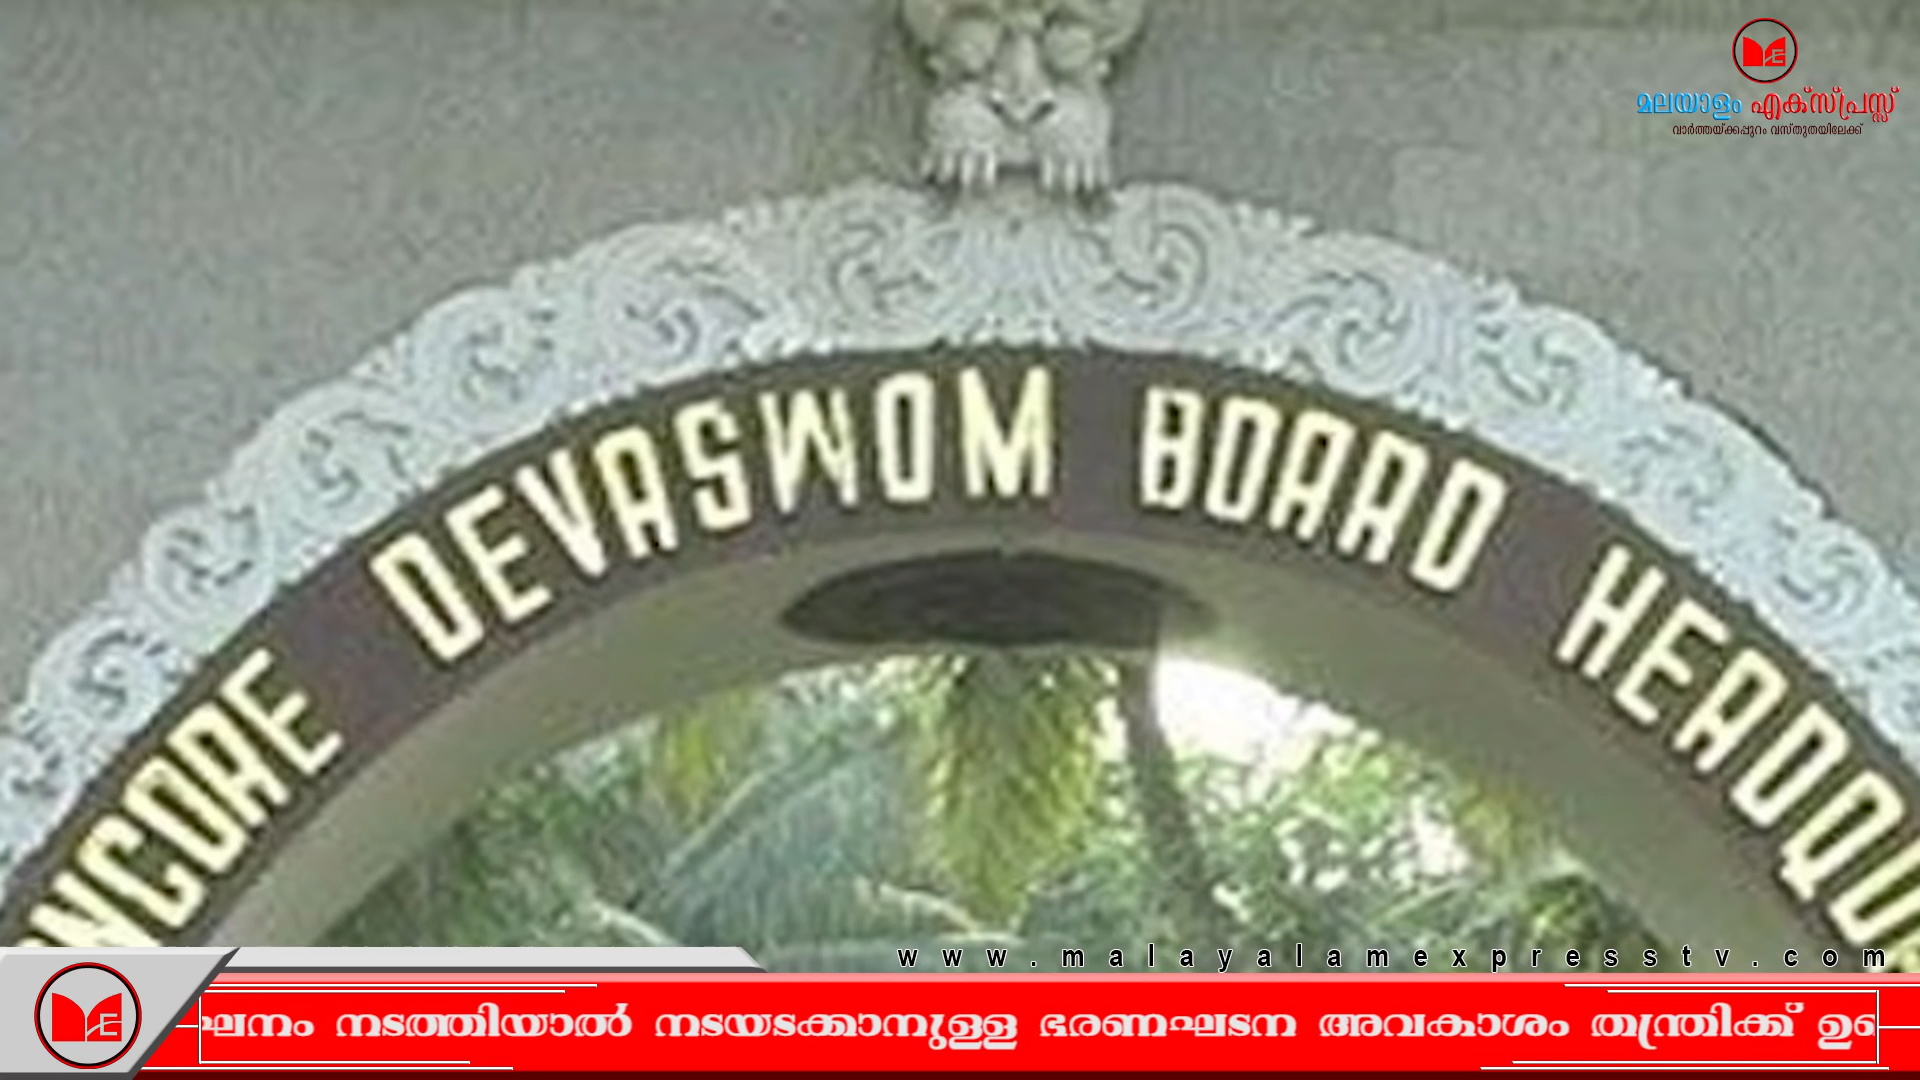 മലയാളം എക്സ്പ്രസ്സ്
വാർത്തയ്ക്കപ്പുറം വസ്തുതയിലേക്ക്
DEVASWOM BOARD
www.malayalamexpresstv.com
നടത്തിയാൽ നടയടക്കാനുള്ള ഭരണഘടന അവകാശം തന്ത്രിക്ക്